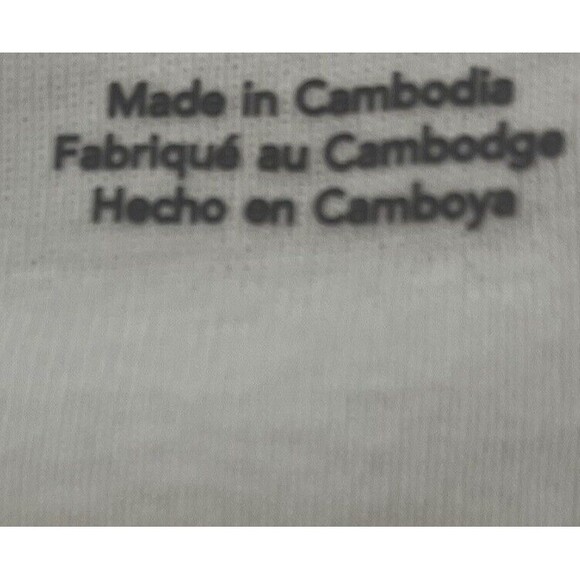 Made in Cambodia
Fabriqué au Cambodge
Hecho en Camboya